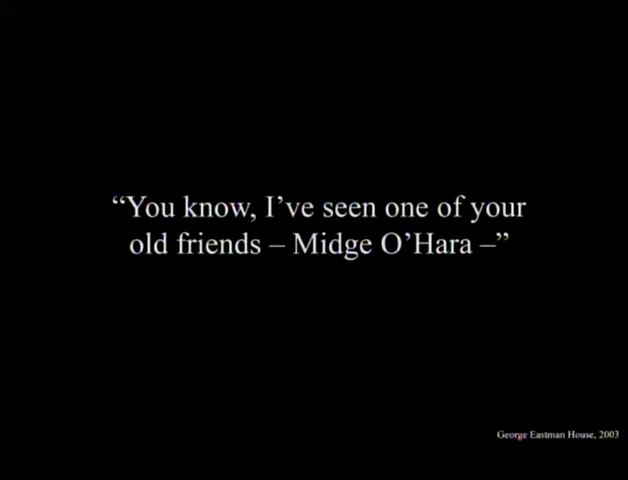 “You know, I’ve seen one of your
old friends – Midge O’Hara –”
George Eastman House, 2003